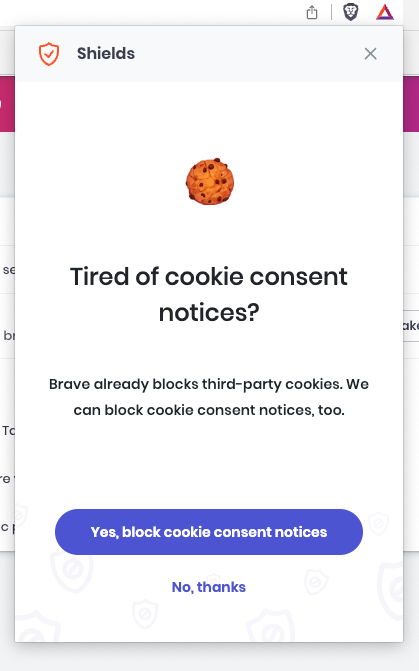 Shields
Tired of cookie consent
notices?
Brave already blocks third-party cookies. We
can block cookie consent notices, too.
Yes, block cookie consent notices
No, thanks